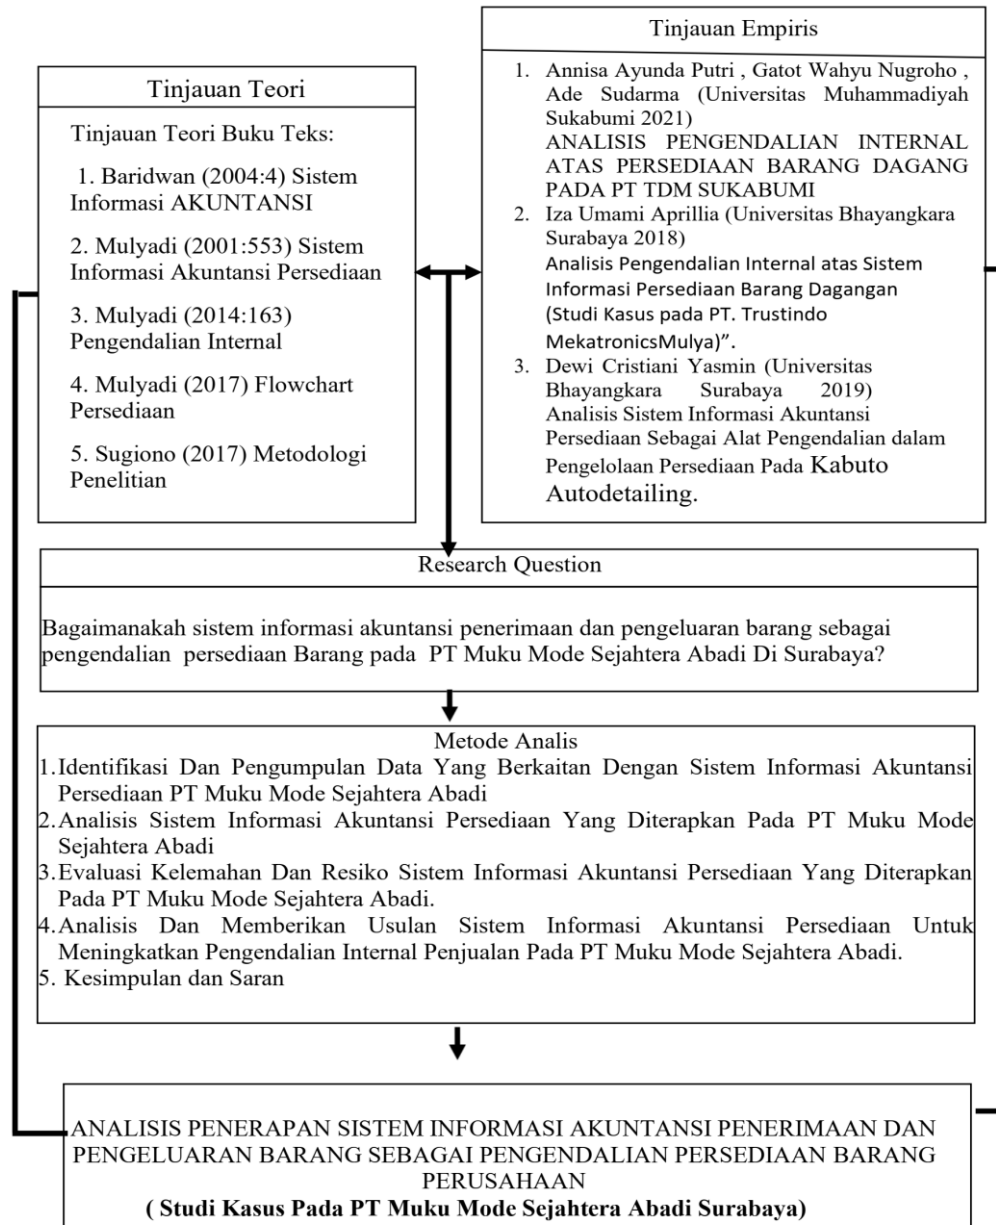 Tinjauan Teori
Tinjauan Teori Buku Teks:
1. Baridwan (2004:4) Sistem
Informasi AKUNTANSI
2. Mulyadi (2001:553) Sistem
Informasi Akuntansi Persediaan
3. Mulyadi (2014:163)
Pengendalian Internal
4. Mulyadi (2017) Flowchart
Persediaan
5. Sugiono (2017) Metodologi
Penelitian
Tinjauan Empiris
1. Annisa Ayunda Putri , Gatot Wahyu Nugroho ,
Ade Sudarma (Universitas Muhammadiyah
Sukabumi 2021)
ANALISIS PENGENDALIAN INTERNAL
ATAS PERSEDIAAN BARANG DAGANG
PADA PT TDM SUKABUMI
2. Iza Umami Aprillia (Universitas Bhayangkara
Surabaya 2018)
Analisis Pengendalian Internal atas Sistem
Informasi Persediaan Barang Dagangan
(Studi Kasus pada PT. Trustindo
MekatronicsMulya)”.
3. Dewi Cristiani Yasmin (Universitas
Bhayangkara Surabaya 2019)
Analisis Sistem Informasi Akuntansi
Persediaan Sebagai Alat Pengendalian dalam
Pengelolaan Persediaan Pada Kabuto
Autodetailing.
Research Question
Bagaimanakah sistem informasi akuntansi penerimaan dan pengeluaran barang sebagai
pengendalian persediaan Barang pada PT Muku Mode Sejahtera Abadi Di Surabaya?
Metode Analis
1.Identifikasi Dan Pengumpulan Data Yang Berkaitan Dengan Sistem Informasi Akuntansi
Persediaan PT Muku Mode Sejahtera Abadi
2.Analisis Sistem Informasi Akuntansi Persediaan Yang Diterapkan Pada PT Muku Mode
Sejahtera Abadi
3.Evaluasi Kelemahan Dan Resiko Sistem Informasi Akuntansi Persediaan Yang Diterapkan
Pada PT Muku Mode Sejahtera Abadi.
4.Analisis Dan Memberikan Usulan Sistem Informasi Akuntansi Persediaan Untuk
Meningkatkan Pengendalian Internal Penjualan Pada PT Muku Mode Sejahtera Abadi.
5. Kesimpulan dan Saran
ANALISIS PENERAPAN SISTEM INFORMASI AKUNTANSI PENERIMAAN DAN
PENGELUARAN BARANG SEBAGAI PENGENDALIAN PERSEDIAAN BARANG
PERUSAHAAN
( Studi Kasus Pada PT Muku Mode Sejahtera Abadi Surabaya)